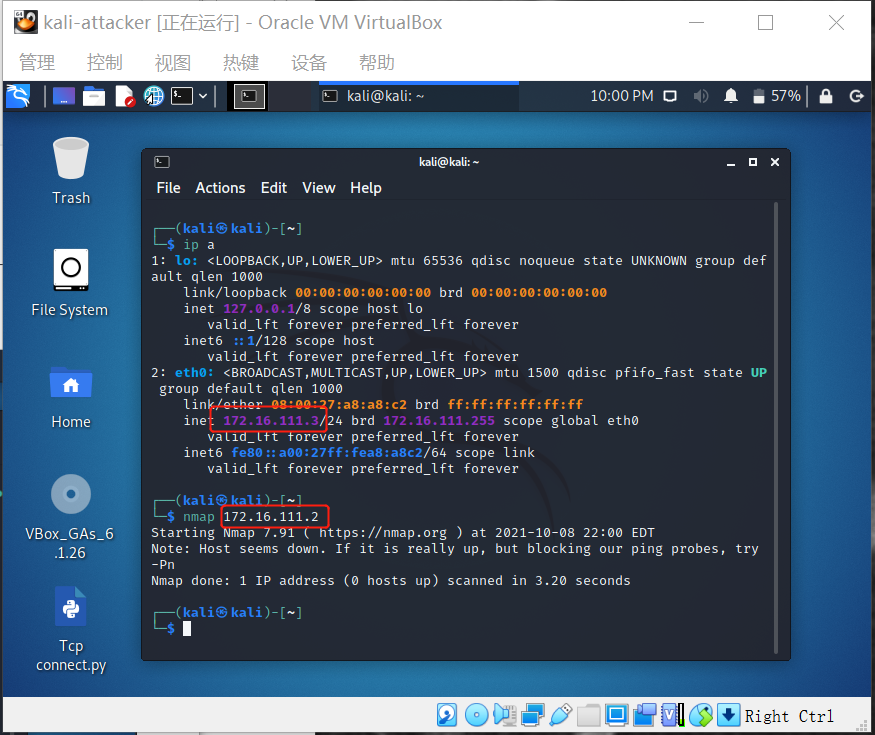 kali-attacker [正在运行] - Oracle VM VirtualBox
管理 控制 视图 热键 设备 帮助
kali@kali: ~ 10:00 PM 57%
Trash
File System
Home
VBox_GAs_6
.1.26
Tcp
connect.py
kali@kali: ~
File Actions Edit View Help
┌──(kali㉿kali)-[~]
└─$ ip a
1: lo: <LOOPBACK,UP,LOWER_UP> mtu 65536 qdisc noqueue state UNKNOWN group def
ault qlen 1000
link/loopback 00:00:00:00:00:00 brd 00:00:00:00:00:00
inet 127.0.0.1/8 scope host lo
valid_lft forever preferred_lft forever
inet6 ::1/128 scope host
valid_lft forever preferred_lft forever
2: eth0: <BROADCAST,MULTICAST,UP,LOWER_UP> mtu 1500 qdisc pfifo_fast state UP
group default qlen 1000
link/ether 08:00:27:a8:a8:c2 brd ff:ff:ff:ff:ff:ff
inet 172.16.111.3/24 brd 172.16.111.255 scope global eth0
valid_lft forever preferred_lft forever
inet6 fe80::a00:27ff:fea8:a8c2/64 scope link
valid_lft forever preferred_lft forever
┌──(kali㉿kali)-[~]
└─$ nmap 172.16.111.2
Starting Nmap 7.91 ( https://nmap.org ) at 2021-10-08 22:00 EDT
Note: Host seems down. If it is really up, but blocking our ping probes, try
-Pn
Nmap done: 1 IP address (0 hosts up) scanned in 3.20 seconds
┌──(kali㉿kali)-[~]
└─$
Right Ctrl